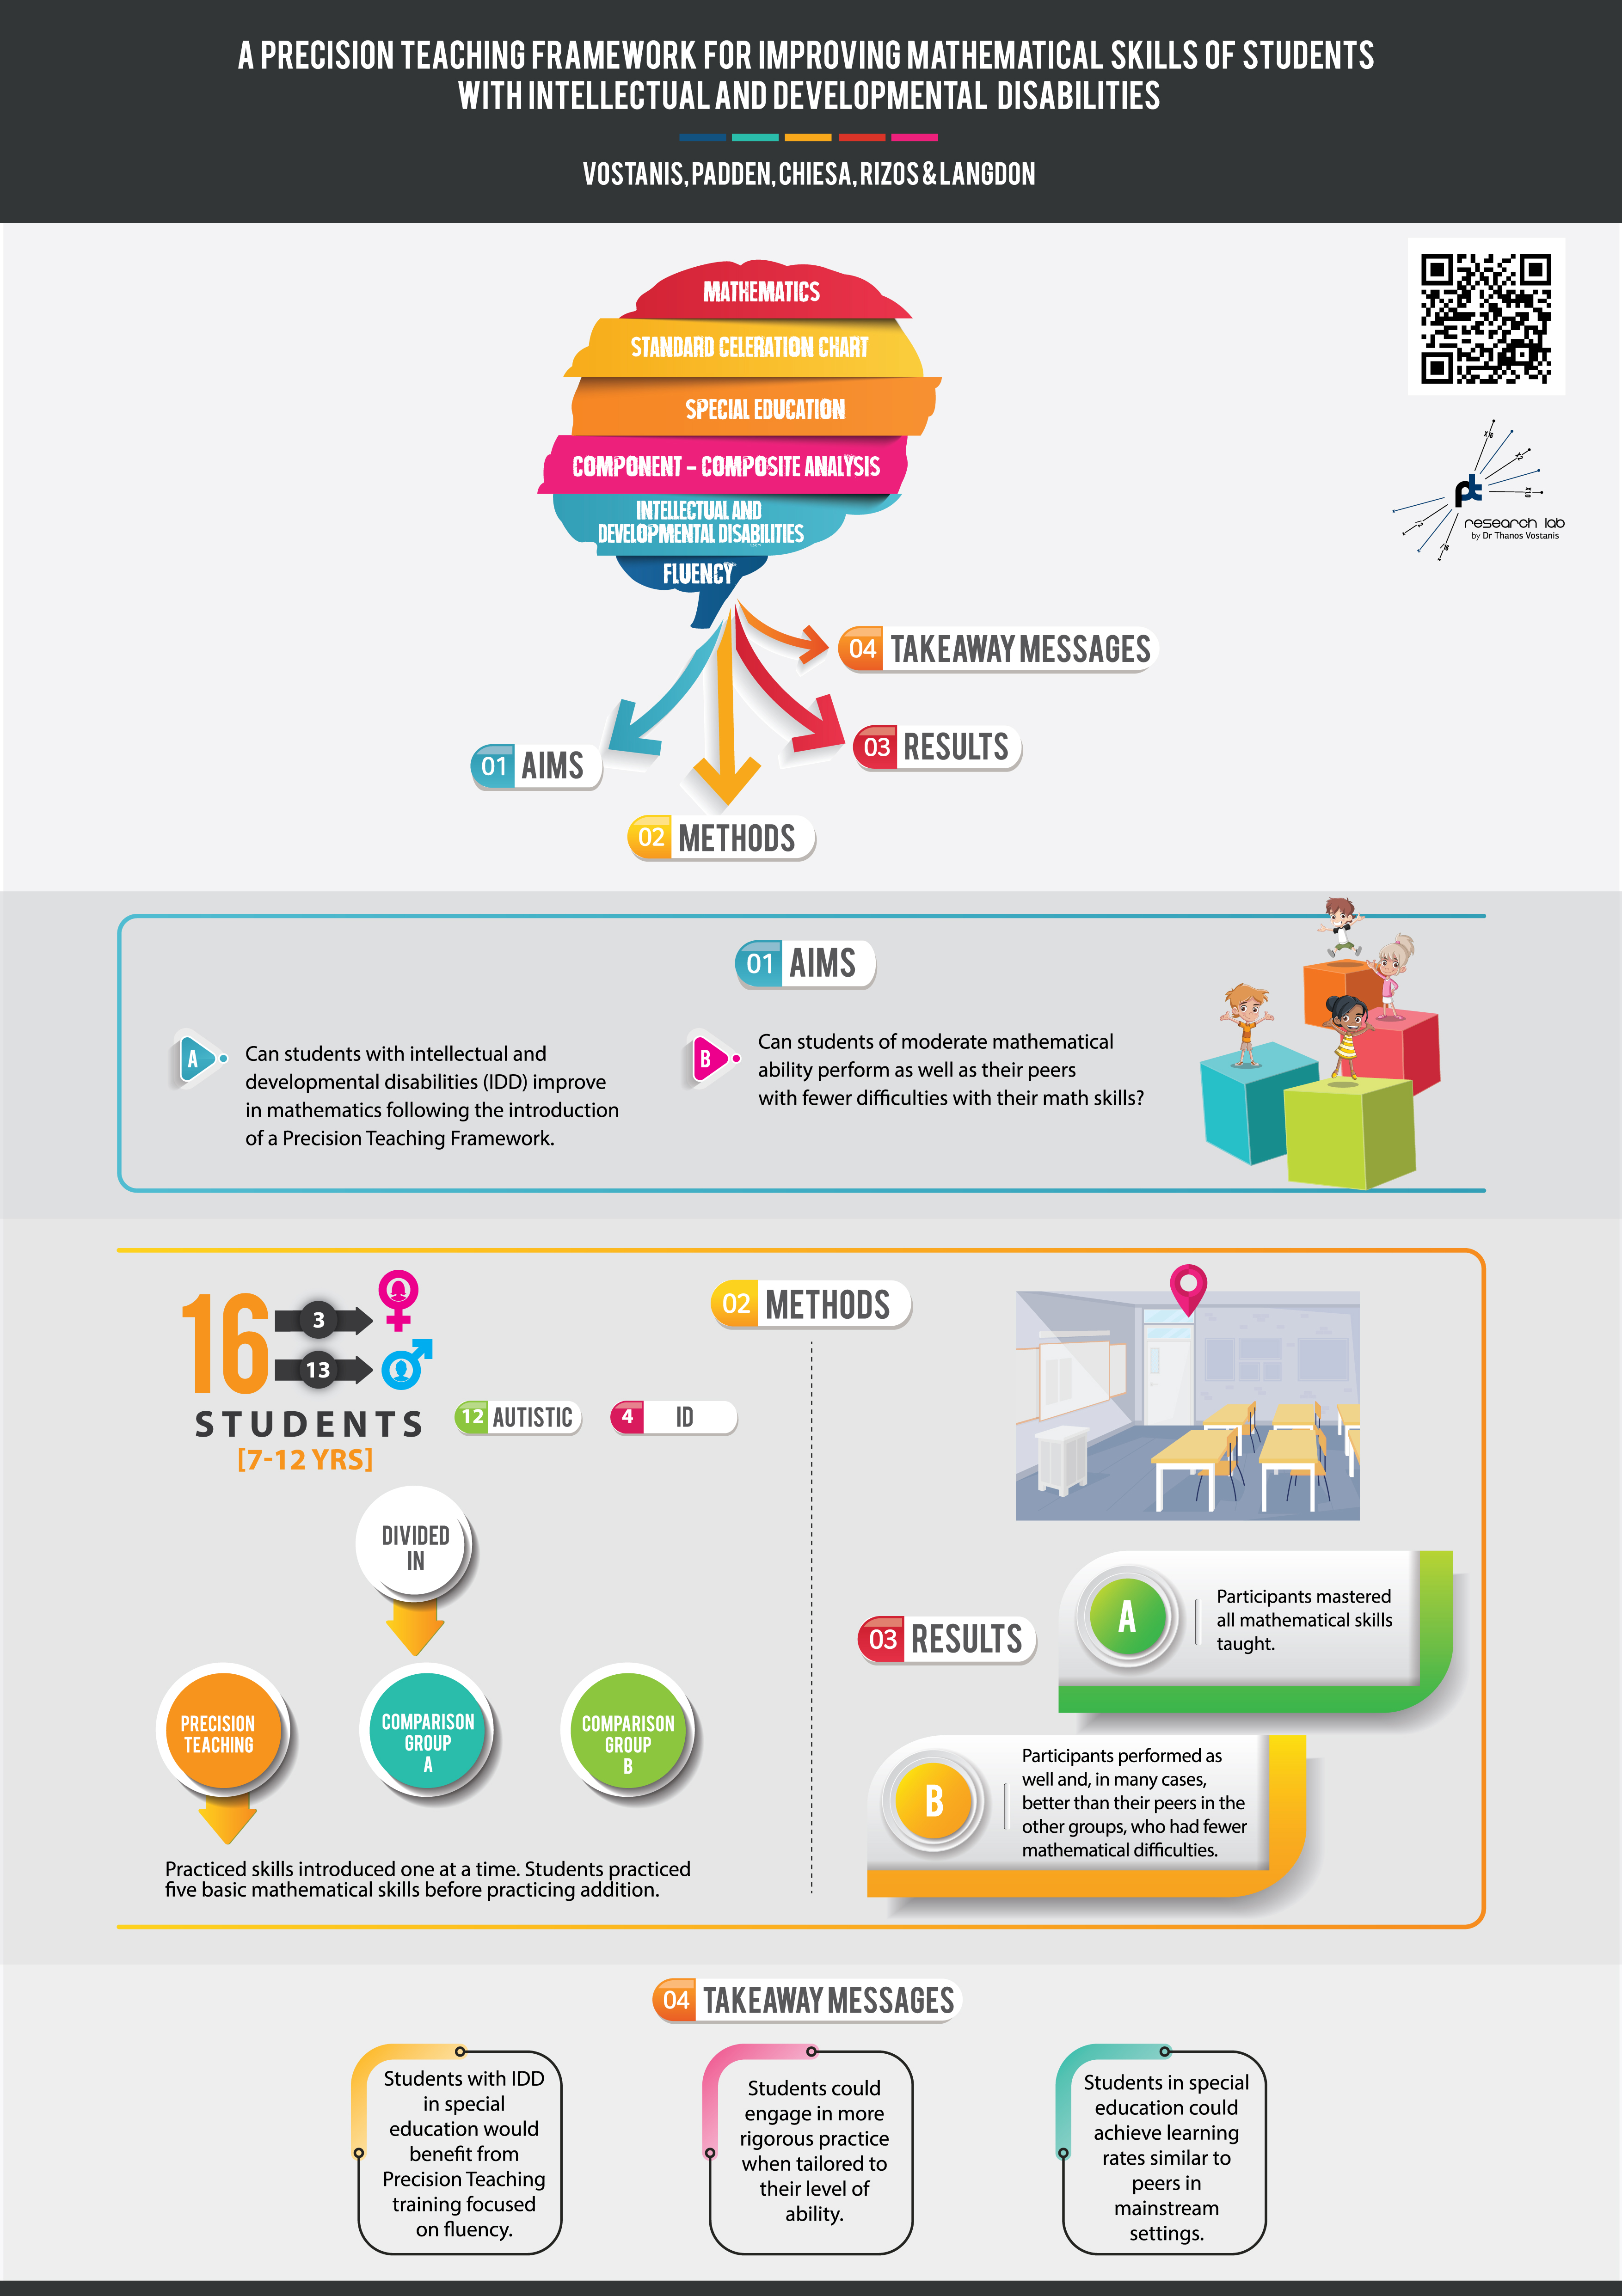 A PRECISION TEACHING FRAMEWORK FOR IMPROVING MATHEMATICAL SKILLS OF STUDENTS
WITH INTELLECTUAL AND DEVELOPMENTAL DISABILITIES
VOSTANIS, PADDEN, CHIESA, RIZOS & LANGDON
MATHEMATICS
STANDARD CELERATION CHART
SPECIAL EDUCATION
COMPONENT – COMPOSITE ANALYSIS
INTELLECTUAL AND
DEVELOPMENTAL DISABILITIES
FLUENCY
pt
research lab
by Dr Thanos Vostanis
04 TAKEAWAY MESSAGES
03 RESULTS
01 AIMS
02 METHODS
01 AIMS
A
Can students with intellectual and
developmental disabilities (IDD) improve
in mathematics following the introduction
of a Precision Teaching Framework.
B
Can students of moderate mathematical
ability perform as well as their peers
with fewer difficulties with their math skills?
02 METHODS
16
3
13
STUDENTS
[7-12 YRS]
12 AUTISTIC
4 ID
DIVIDED
IN
PRECISION
TEACHING
COMPARISON
GROUP
A
COMPARISON
GROUP
B
Practiced skills introduced one at a time. Students practiced
five basic mathematical skills before practicing addition.
03 RESULTS
A
Participants mastered
all mathematical skills
taught.
B
Participants performed as
well and, in many cases,
better than their peers in the
other groups, who had fewer
mathematical difficulties.
04 TAKEAWAY MESSAGES
Students with IDD
in special
education would
benefit from
Precision Teaching
training focused
on fluency.
Students could
engage in more
rigorous practice
when tailored to
their level of
ability.
Students in special
education could
achieve learning
rates similar to
peers in
mainstream
settings.